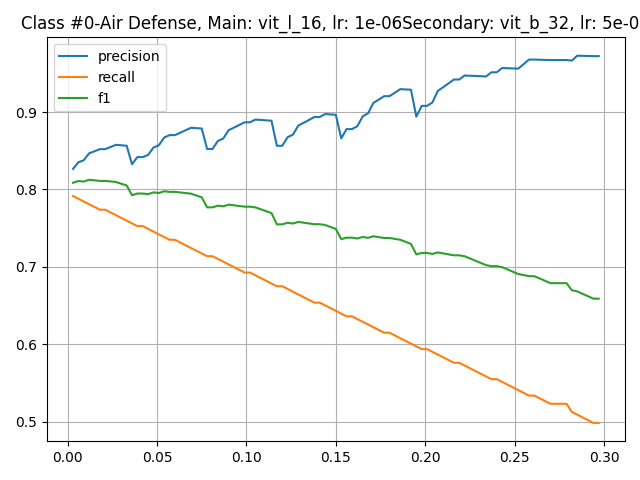 Class #0-Air Defense, Main: vit_l_16, lr: 1e-06Secondary: vit_b_32, lr: 5e-0
precision
recall
f1
0.9
0.8
0.7
0.6
0.5
0.00 0.05 0.10 0.15 0.20 0.25 0.30